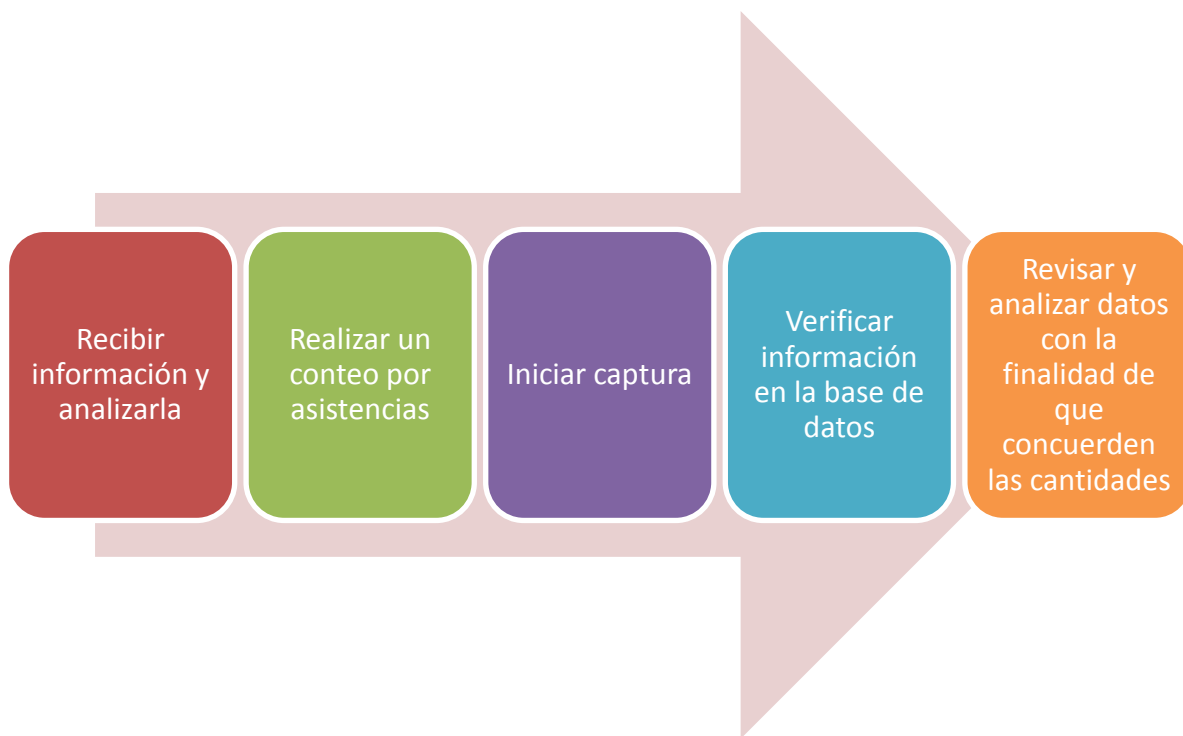 Recibir
información y
analizarla
Realizar un
conteo por
asistencias
Iniciar captura
Verificar
información
en la base de
datos
Revisar y
analizar datos
con la
finalidad de
que
concuerden
las cantidades